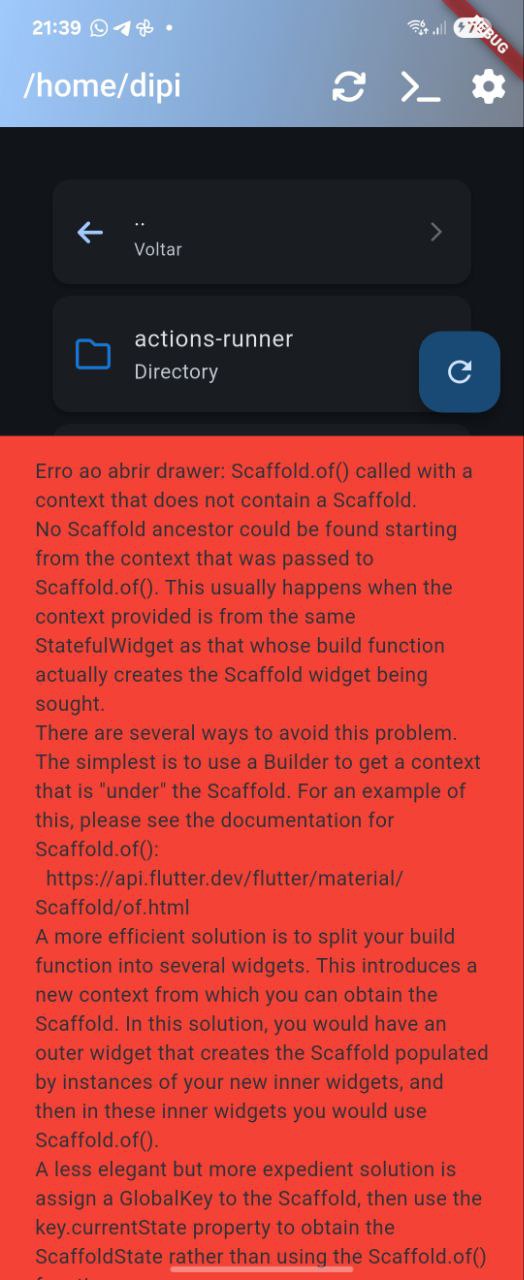 21:39
/home/dipi
..
Voltar
actions-runner
Directory
Erro ao abrir drawer: Scaffold.of() called with a
context that does not contain a Scaffold.
No Scaffold ancestor could be found starting
from the context that was passed to
Scaffold.of(). This usually happens when the
context provided is from the same
StatefulWidget as that whose build function
actually creates the Scaffold widget being
sought.
There are several ways to avoid this problem.
The simplest is to use a Builder to get a context
that is "under" the Scaffold. For an example of
this, please see the documentation for
Scaffold.of():
https://api.flutter.dev/flutter/material/
Scaffold/of.html
A more efficient solution is to split your build
function into several widgets. This introduces a
new context from which you can obtain the
Scaffold. In this solution, you would have an
outer widget that creates the Scaffold populated
by instances of your new inner widgets, and
then in these inner widgets you would use
Scaffold.of().
A less elegant but more expedient solution is
assign a GlobalKey to the Scaffold, then use the
key.currentState property to obtain the
ScaffoldState rather than using the Scaffold.of()